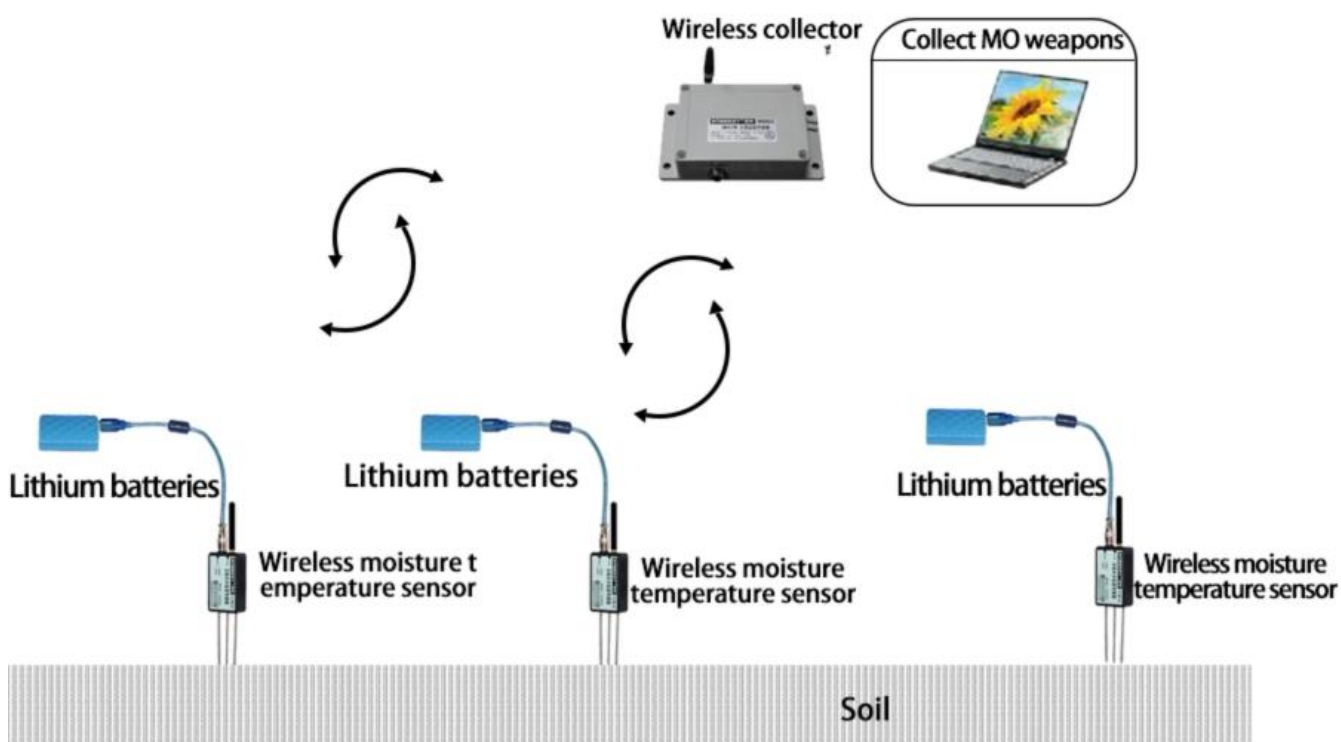 Wireless collector
Collect MO weapons
Lithium batteries
Lithium batteries
Lithium batteries
Wireless moisture t
emperature sensor
Wireless moisture
temperature sensor
Wireless moisture
temperature sensor
Soil